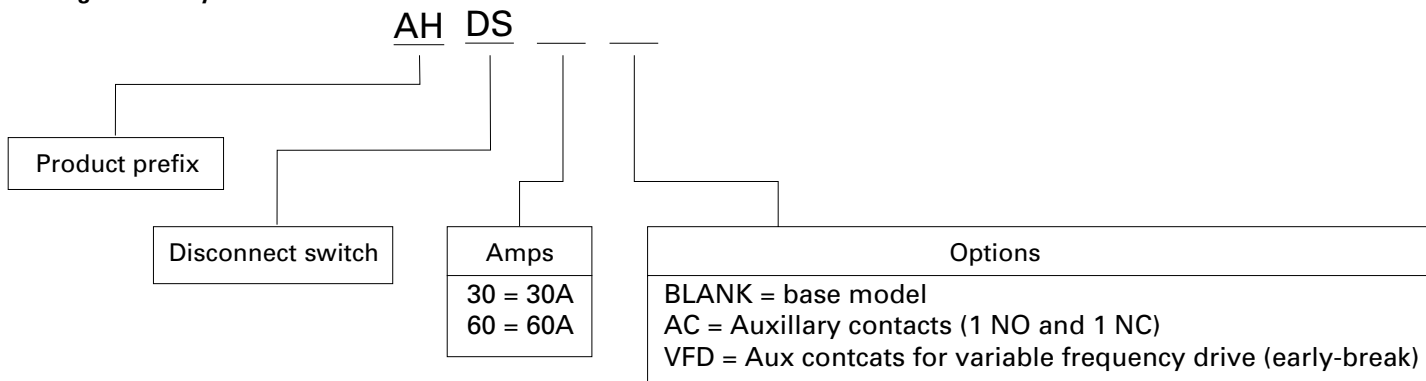 AH DS
Product prefix
Disconnect switch
Amps
30 = 30A
60 = 60A
Options
BLANK = base model
AC = Auxillary contacts (1 NO and 1 NC)
VFD = Aux contcats for variable frequency drive (early-break)